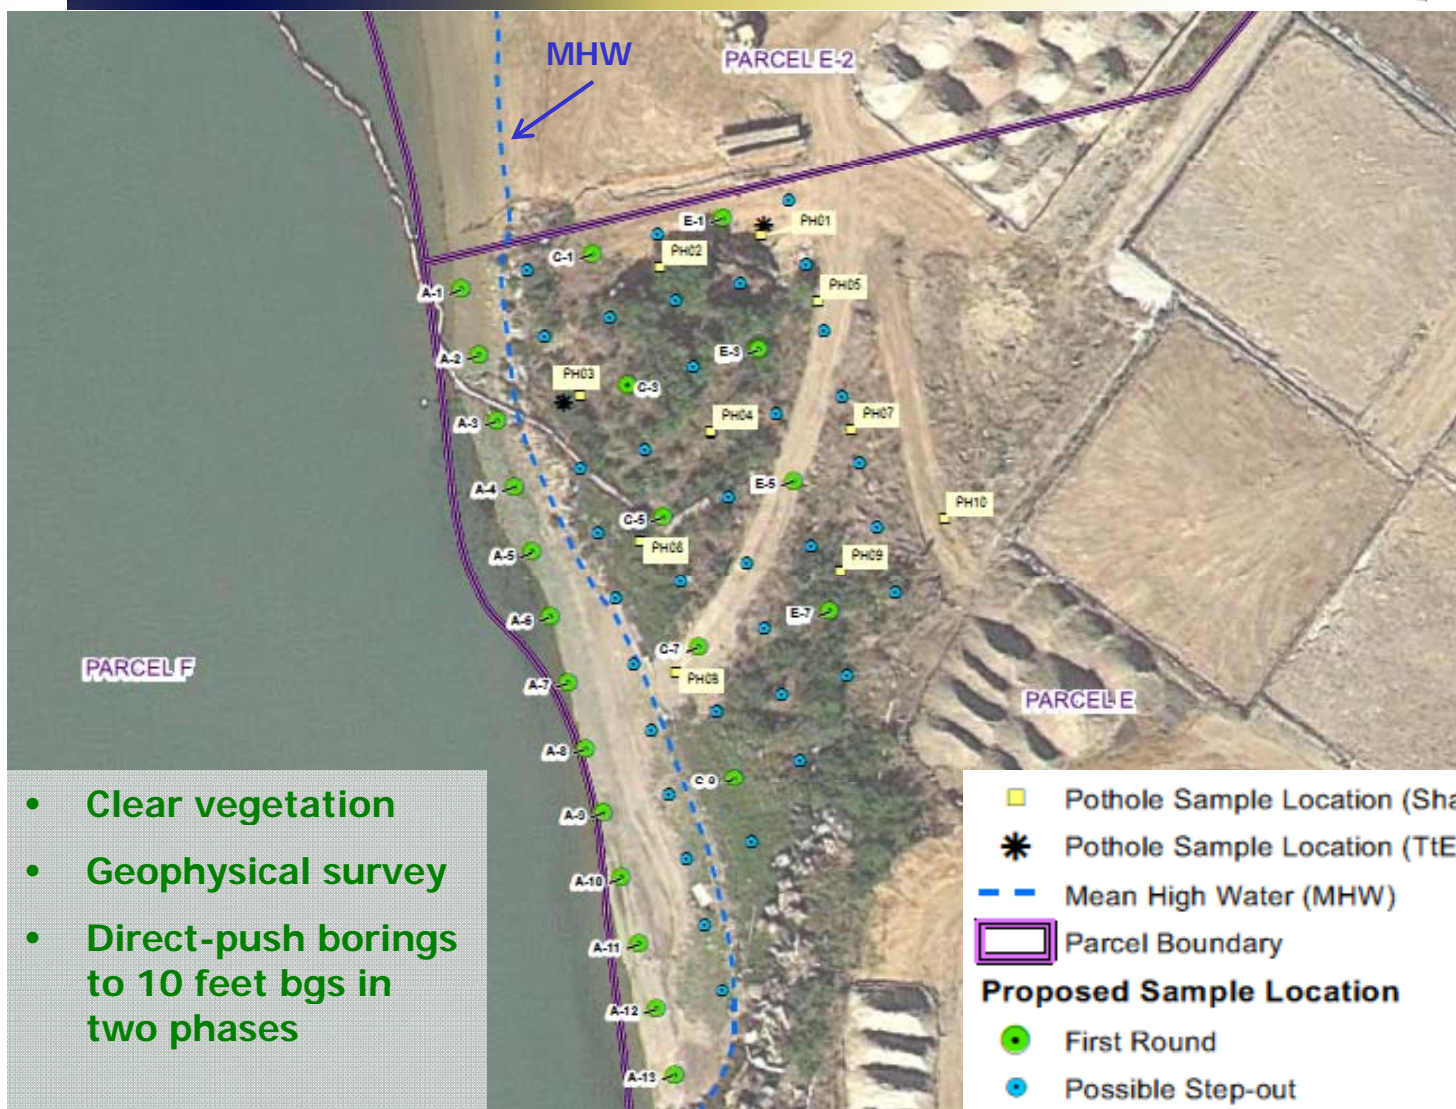 MHW
PARCEL E-2
E-1
PH01
PH02
C-1
A-1
PH05
A-2
E-3
PH03
C-3
A-3
PH04
PH07
A-4
E-5
PH10
C-5
PH06
A-5
PH09
A-6
E-7
C-7
PARCEL F
PH08
A-7
PARCEL E
A-8
C-9
A-9
A-10
A-11
A-12
A-13
• Clear vegetation
• Geophysical survey
• Direct-push borings
to 10 feet bgs in
two phases
Pothole Sample Location (Sha
Pothole Sample Location (TtE
Mean High Water (MHW)
Parcel Boundary
Proposed Sample Location
First Round
Possible Step-out